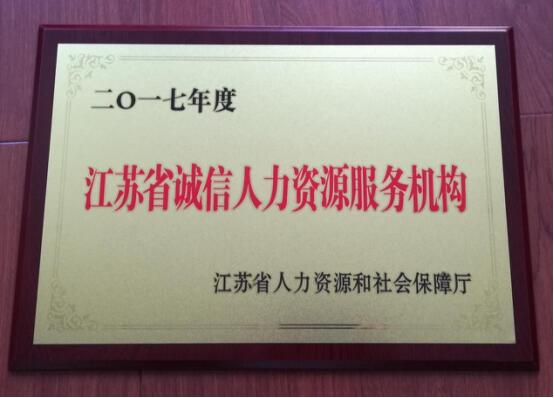 二〇一七年度
江苏省诚信人力资源服务机构
江苏省人力资源和社会保障厅